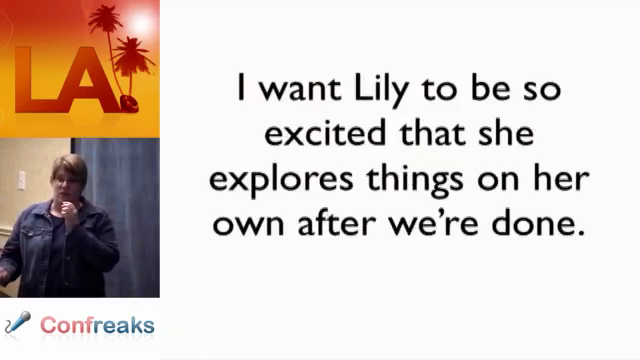 LA
I want Lily to be so
excited that she
explores things on her
own after we're done.
Confreaks